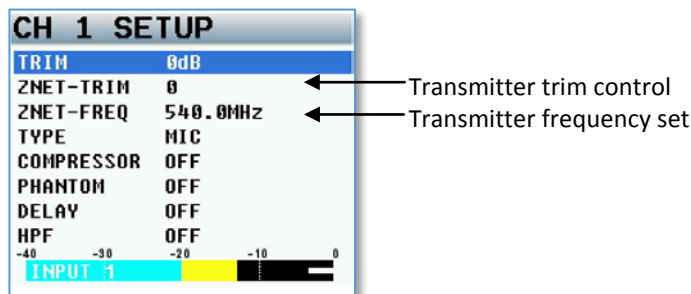 CH 1 SETUP
TRIM 0dB
ZNET-TRIM 0
Transmitter trim control
ZNET-FREQ 540.0MHz
Transmitter frequency set
TYPE MIC
COMPRESSOR OFF
PHANTOM OFF
DELAY OFF
HPF OFF
-40 -30 -20 -10 0
INPUT 1